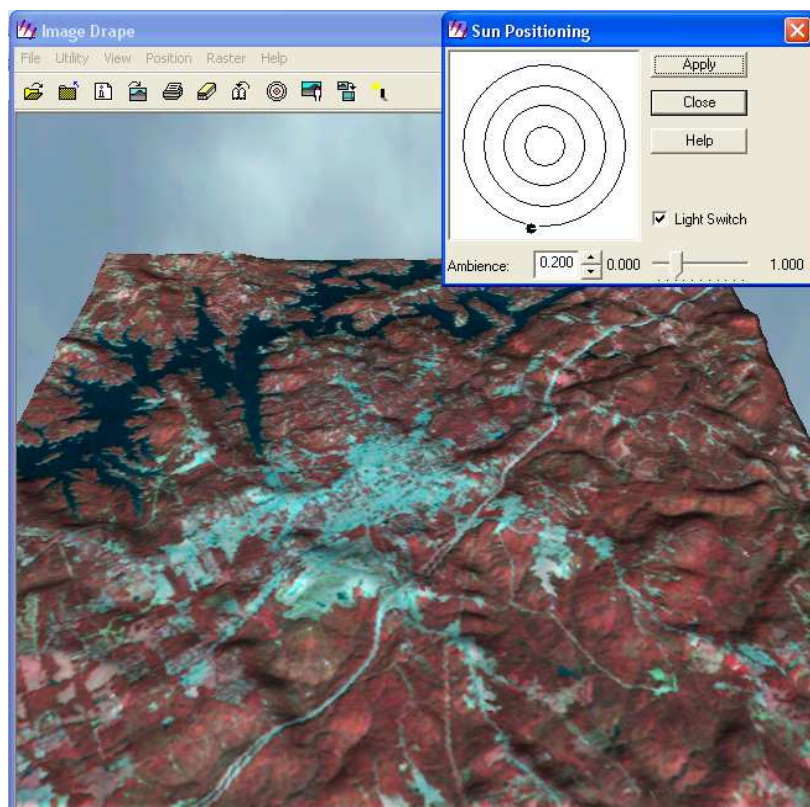 Image Drape
File Utility View Position Raster Help
Sun Positioning
Apply
Close
Help
Light Switch
Ambience: 0.200 0.000 1.000